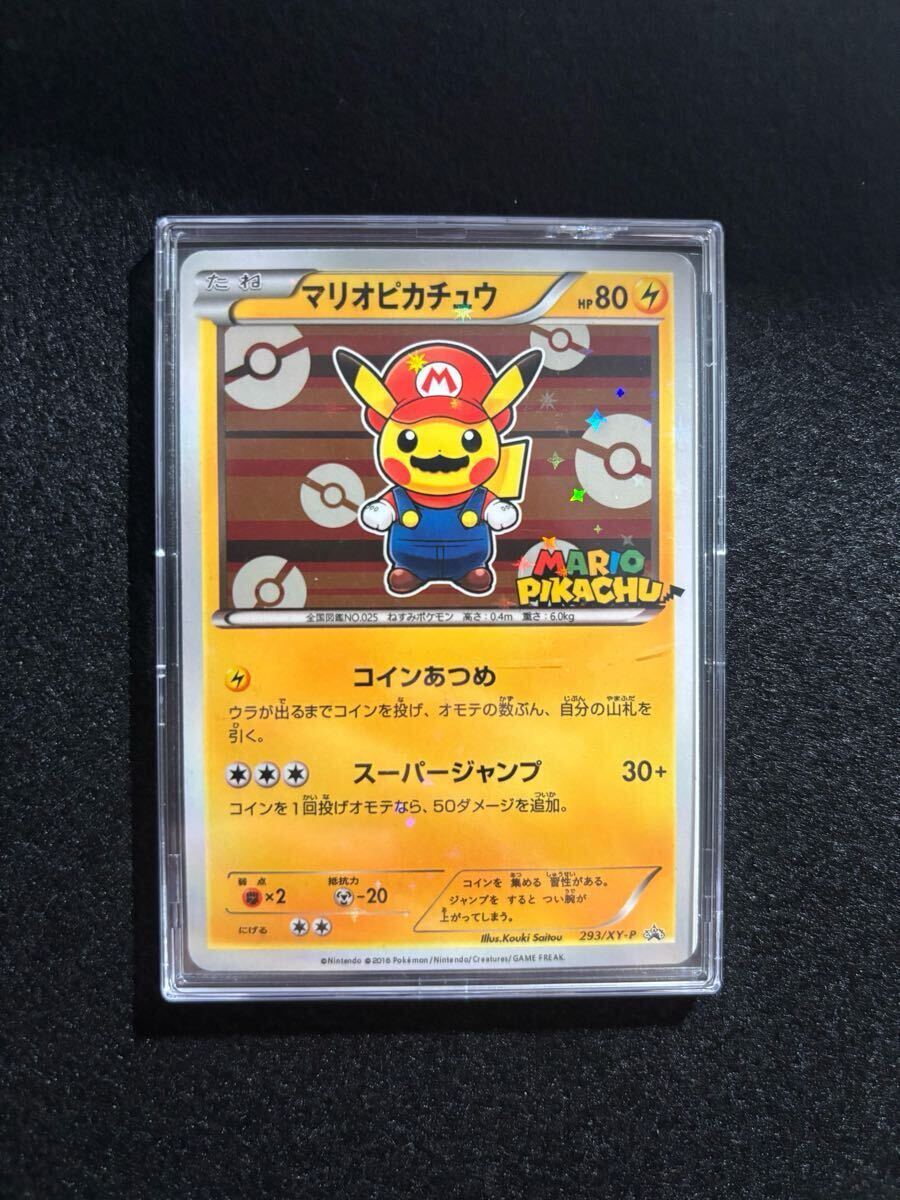 たね
マリオピカチュウ
HP80
M
MARIO
PIKACHU
全国図鑑NO.025 ねずみポケモン 高さ:0.4m 重さ:6.0kg
コインあつめ
ウラが出るまでコインを投げ、オモテの数ぶん、自分の山札を
引く。
スーパージャンプ 30+
コインを1回投げオモテなら、50ダメージを追加。
弱点 抵抗力
×2 -20
にげる
コインを 集める 習性がある。
ジャンプを すると つい腕が
上がってしまう。
Illus.Kouki Saitou 293/XY-P
©Nintendo ©2016 Pokémon/Nintendo/Creatures/GAME FREAK.